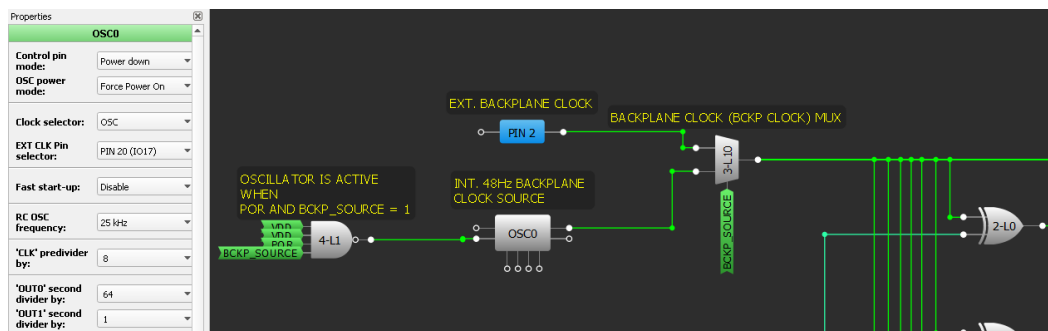 Properties
OSC0
Control pin
mode:
Power down
OSC power
mode:
Force Power On
Clock selector:
OSC
EXT CLK Pin
selector:
PIN 20 (IO17)
Fast start-up:
Disable
RC OSC
frequency:
25 kHz
'CLK' predivider
by:
8
'OUT0' second
divider by:
64
'OUT1' second
divider by:
1
EXT. BACKPLANE CLOCK
PIN 2
BACKPLANE CLOCK (BCKP CLOCK) MUX
3-L10
BCKP_SOURCE
OSCILLATOR IS ACTIVE
WHEN
POR AND BCKP_SOURCE = 1
VDD
VDD
POR
BCKP_SOURCE
4-L1
INT. 48Hz BACKPLANE
CLOCK SOURCE
OSC0
2-L0